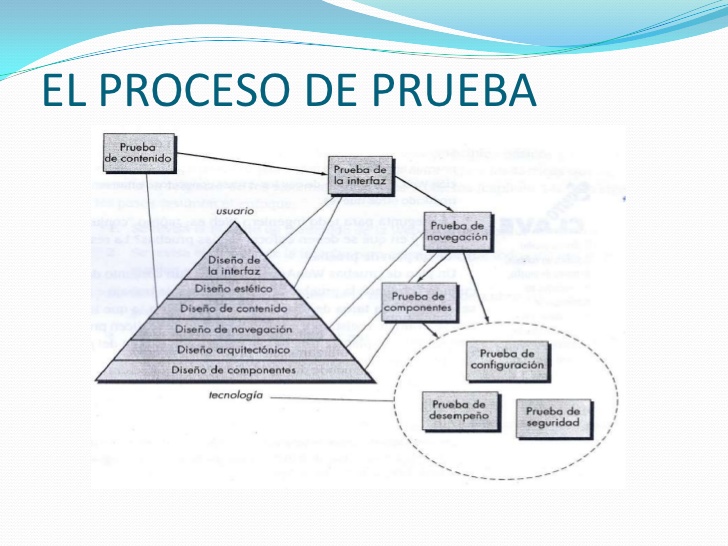 EL PROCESO DE PRUEBA
Prueba
de contenido
Prueba de
la interfaz
usuario
Prueba de
navegación
Diseño de
la interfaz
Diseño estético
Diseño de contenido
Diseño de navegación
Diseño arquitectónico
Diseño de componentes
Prueba de
componentes
Prueba de
configuración
tecnología
Prueba de
desempeño
Prueba de
seguridad